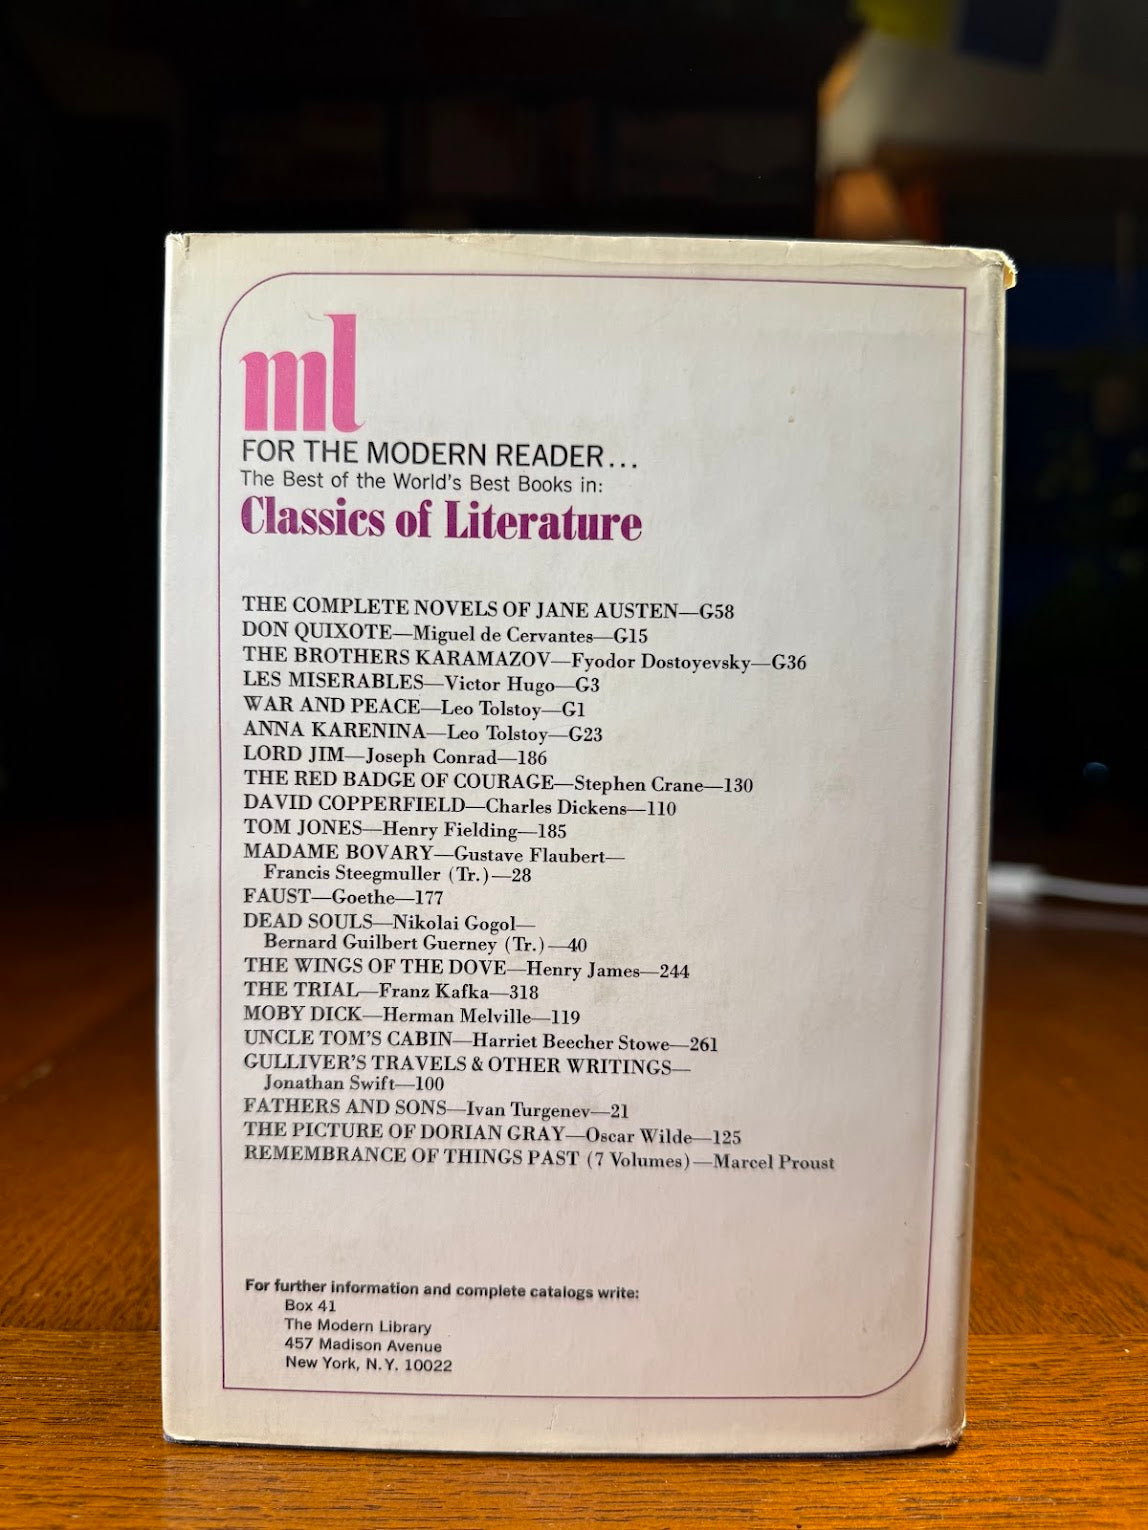 ml
FOR THE MODERN READER...
The Best of the World's Best Books in:
Classics of Literature
THE COMPLETE NOVELS OF JANE AUSTEN—G58
DON QUIXOTE—Miguel de Cervantes—G15
THE BROTHERS KARAMAZOV—Fyodor Dostoyevsky—G36
LES MISERABLES—Victor Hugo—G3
WAR AND PEACE—Leo Tolstoy—G1
ANNA KARENINA—Leo Tolstoy—G23
LORD JIM—Joseph Conrad—186
THE RED BADGE OF COURAGE—Stephen Crane—130
DAVID COPPERFIELD—Charles Dickens—110
TOM JONES—Henry Fielding—185
MADAME BOVARY—Gustave Flaubert—
Francis Steegmuller (Tr.)—28
FAUST—Goethe—177
DEAD SOULS—Nikolai Gogol—
Bernard Guilbert Guerney (Tr.)—40
THE WINGS OF THE DOVE—Henry James—244
THE TRIAL—Franz Kafka—318
MOBY DICK—Herman Melville—119
UNCLE TOM'S CABIN—Harriet Beecher Stowe—261
GULLIVER'S TRAVELS & OTHER WRITINGS—
Jonathan Swift—100
FATHERS AND SONS—Ivan Turgenev—21
THE PICTURE OF DORIAN GRAY—Oscar Wilde—125
REMEMBRANCE OF THINGS PAST (7 Volumes)—Marcel Proust
For further information and complete catalogs write:
Box 41
The Modern Library
457 Madison Avenue
New York, N.Y. 10022